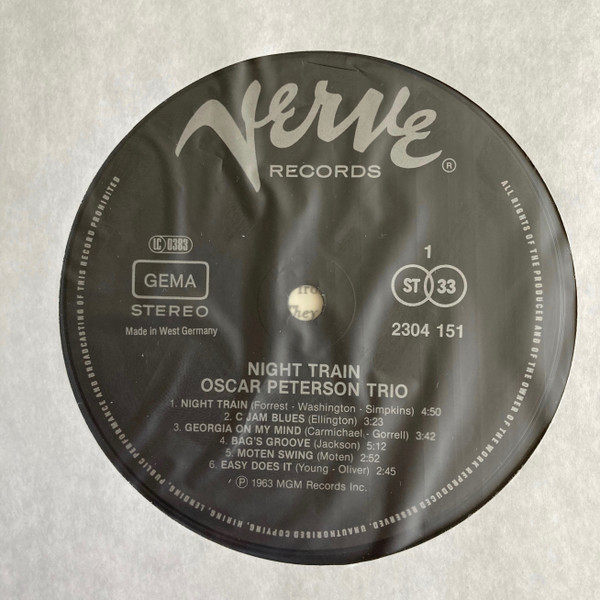 Verve
RECORDS ®
LC 0383
GEMA
STEREO
Made in West Germany
1
ST 33
2304 151
NIGHT TRAIN
OSCAR PETERSON TRIO
1. NIGHT TRAIN (Forrest - Washington - Simpkins) 4:50
2. C JAM BLUES (Ellington) 3:23
3. GEORGIA ON MY MIND (Carmichael - Gorrell) 3:42
4. BAG'S GROOVE (Jackson) 5:12
5. MOTEN SWING (Moten) 2:52
6. EASY DOES IT (Young - Oliver) 2:45
℗ 1963 MGM Records Inc.
ALL RIGHTS OF THE PRODUCER AND OF THE OWNER OF THE WORK REPRODUCED RESERVED. UNAUTHORISED COPYING, HIRING, LENDING, PUBLIC PERFORMANCE AND BROADCASTING OF THIS RECORD PROHIBITED